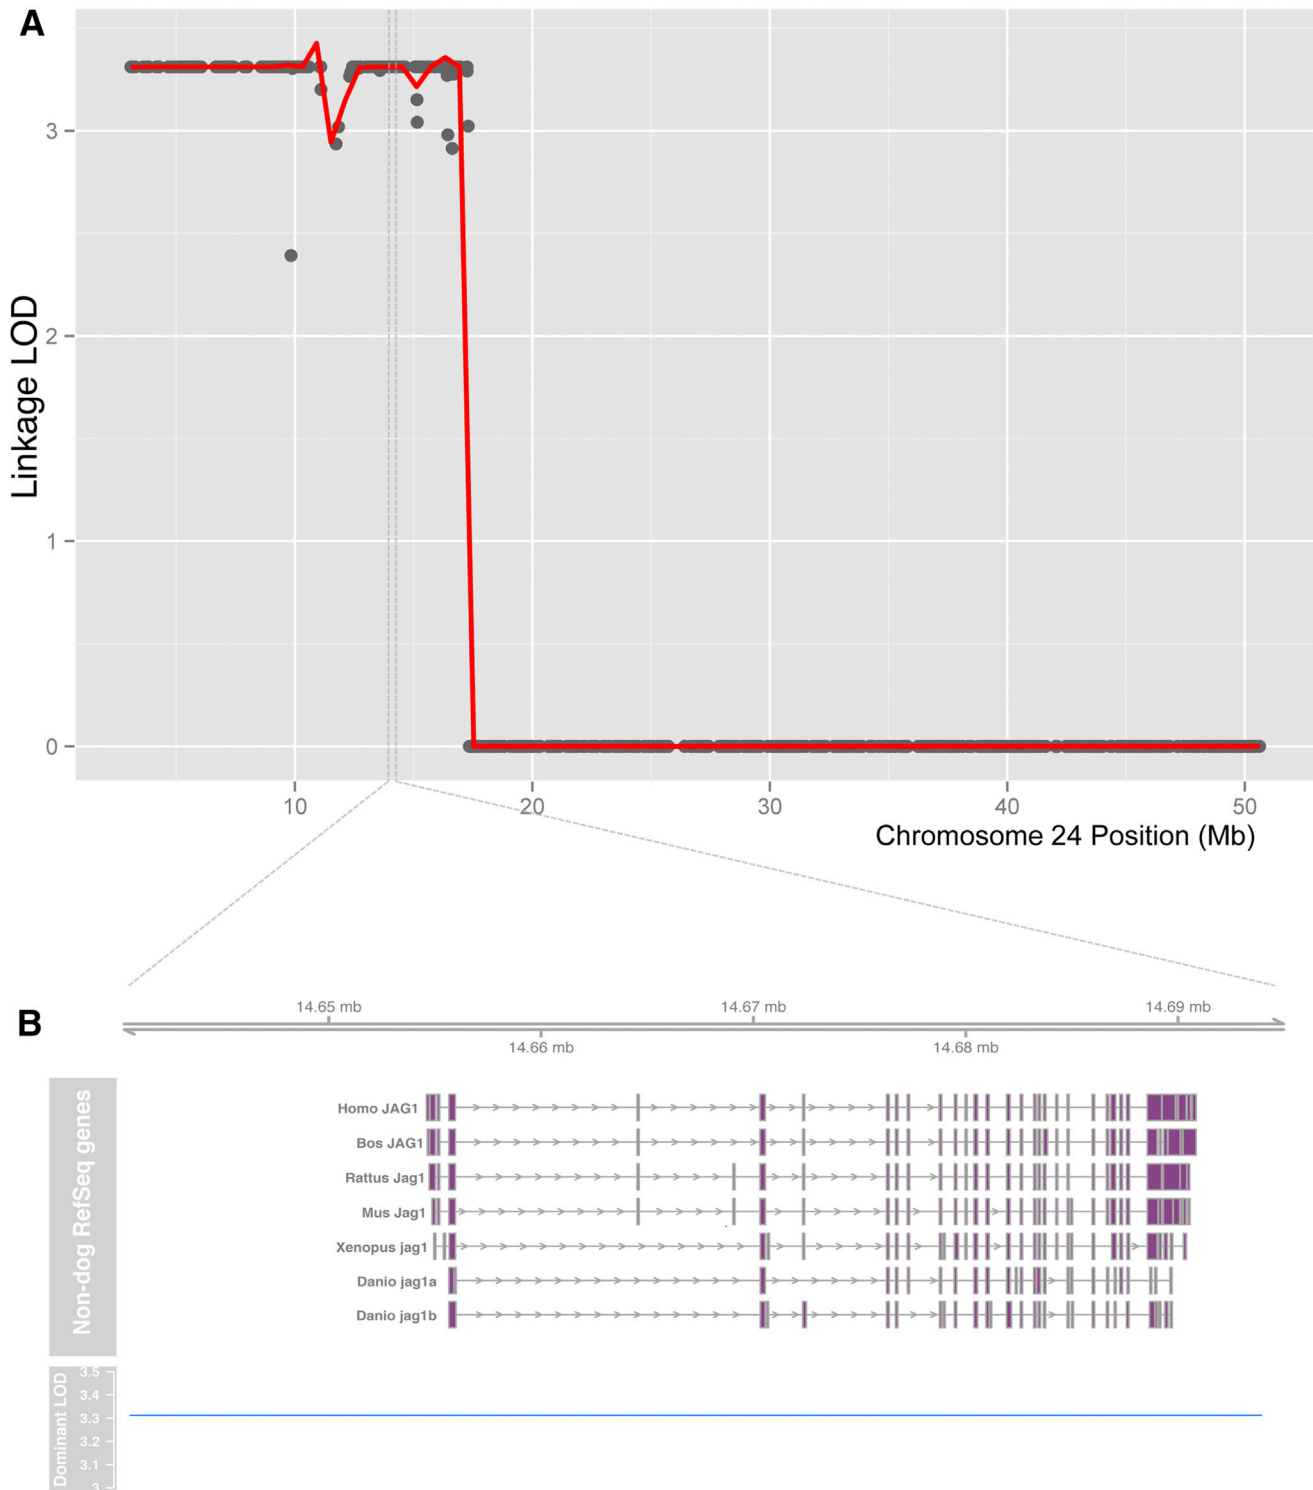 A
Linkage LOD
3
2
1
0
10 20 30 40 50
Chromosome 24 Position (Mb)
B
14.65 mb 14.67 mb 14.69 mb
14.66 mb 14.68 mb
Non-dog RefSeq genes
Homo JAG1
Bos JAG1
Rattus Jag1
Mus Jag1
Xenopus jag1
Danio jag1a
Danio jag1b
Dominant LOD
3.5
3.4
3.3
3.2
3.1
3